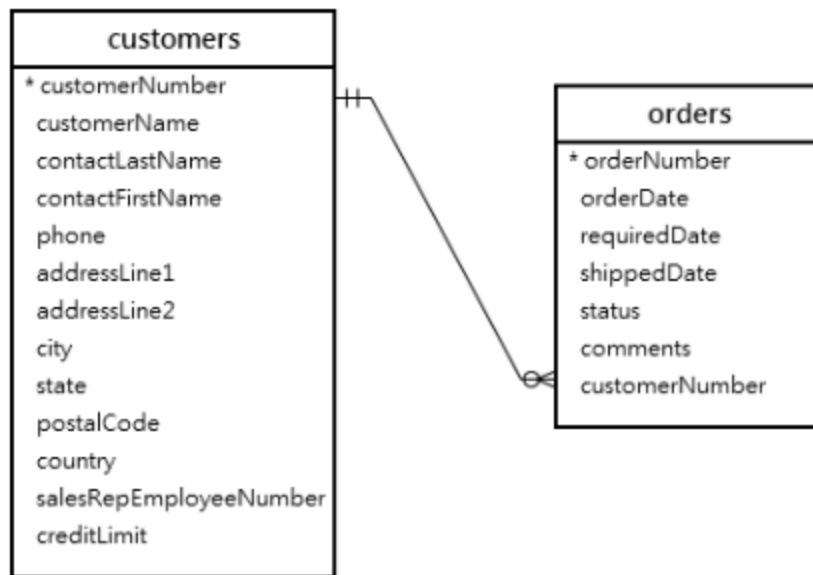 customers
* customerNumber
customerName
contactLastName
contactFirstName
phone
addressLine1
addressLine2
city
state
postalCode
country
salesRepEmployeeNumber
creditLimit
orders
* orderNumber
orderDate
requiredDate
shippedDate
status
comments
customerNumber